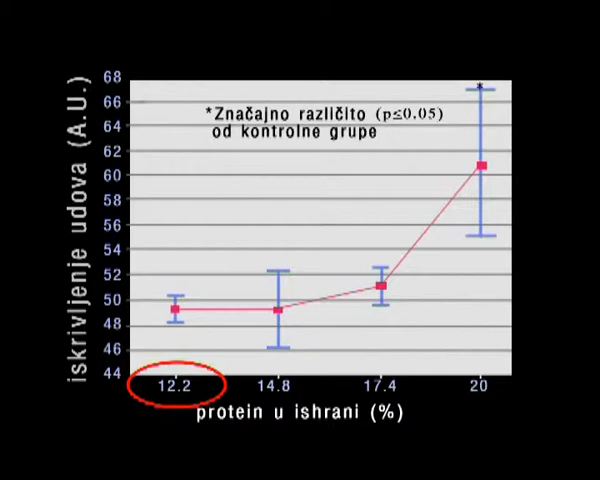 68
66
64
62
60
58
56
54
52
50
48
46
44
iskrivljenje udova (A.U.)
*
*Značajno različito (p≤0.05)
od kontrolne grupe
12.2 14.8 17.4 20
protein u ishrani (%)